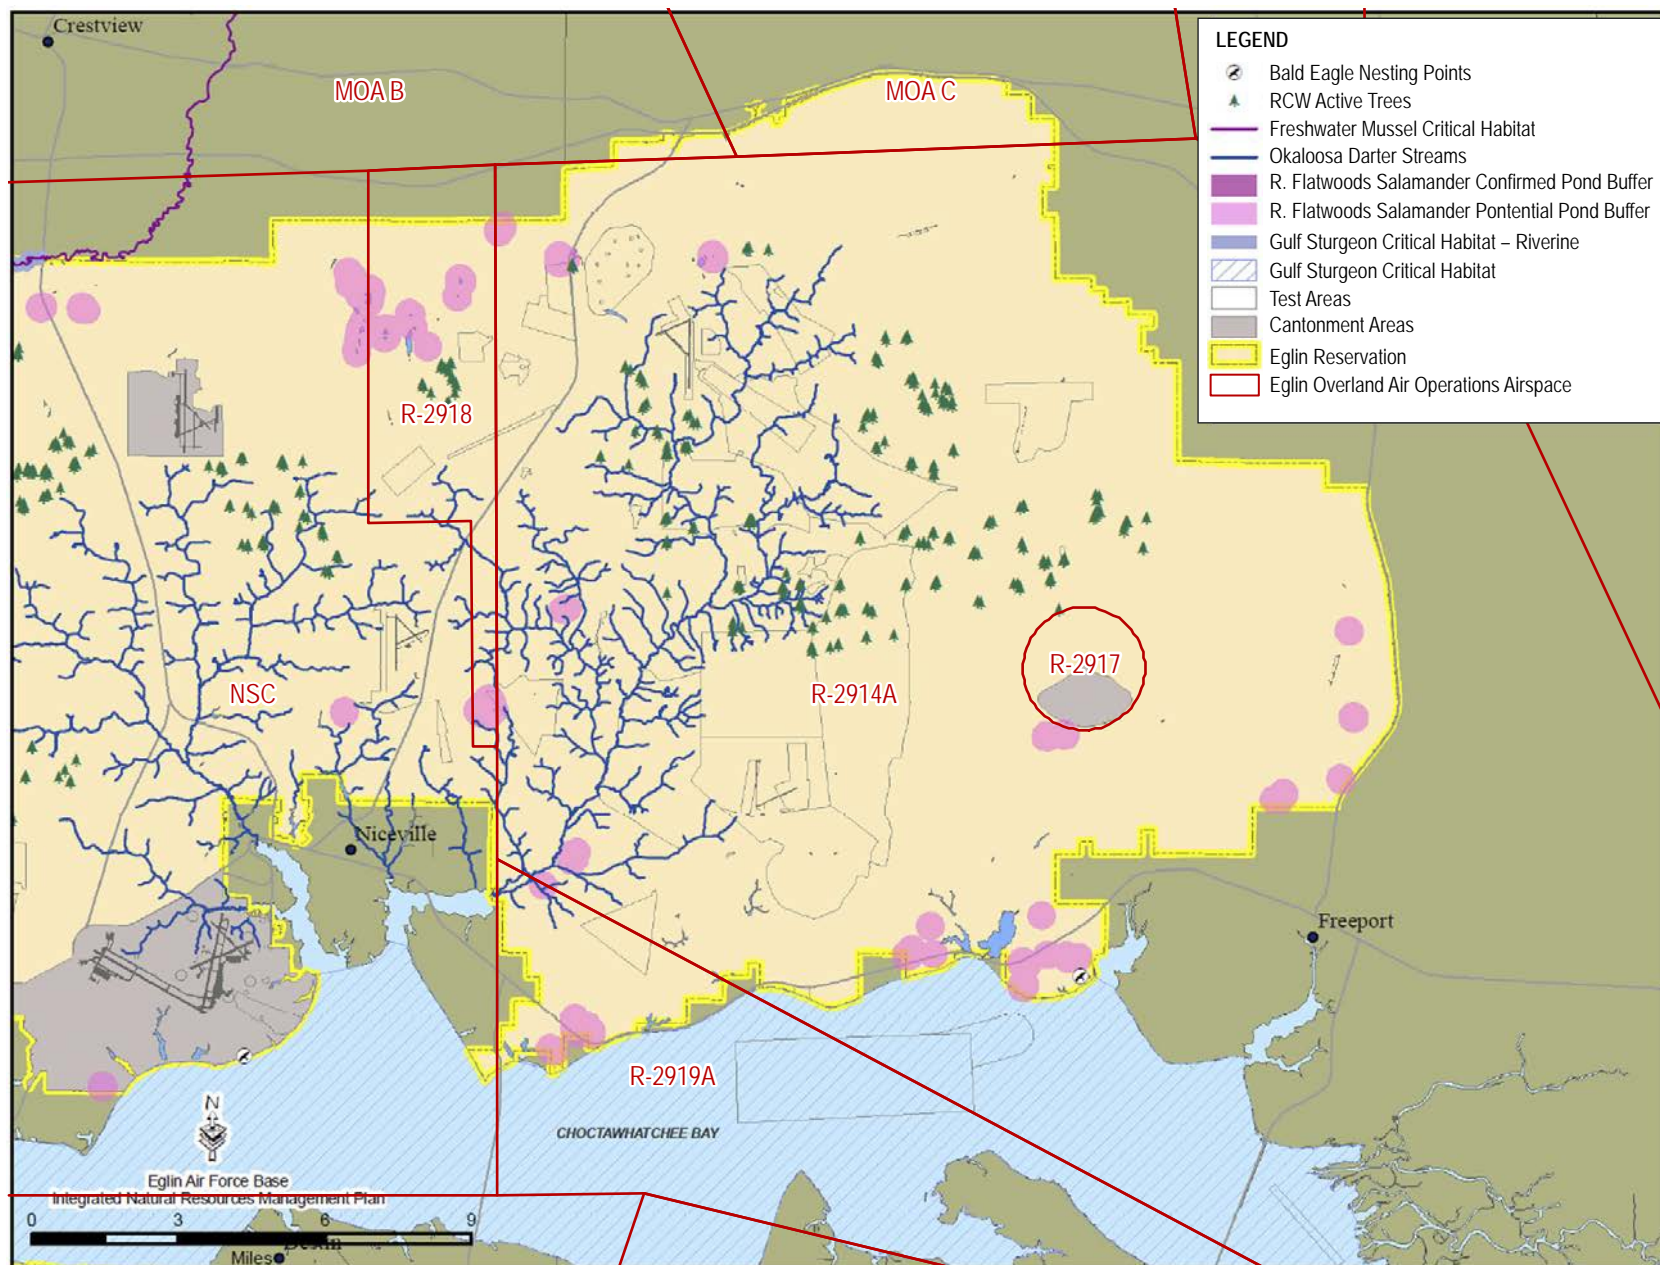 Crestview
MOA B
MOA C
LEGEND
Bald Eagle Nesting Points
RCW Active Trees
Freshwater Mussel Critical Habitat
Okaloosa Darter Streams
R. Flatwoods Salamander Confirmed Pond Buffer
R. Flatwoods Salamander Pontential Pond Buffer
Gulf Sturgeon Critical Habitat – Riverine
Gulf Sturgeon Critical Habitat
Test Areas
Cantonment Areas
Eglin Reservation
Eglin Overland Air Operations Airspace
R-2918
R-2917
NSC
R-2914A
Niceville
Freeport
R-2919A
CHOCTAWHATCHEE BAY
N
Eglin Air Force Base
Integrated Natural Resources Management Plan
0 3 6 9
Miles